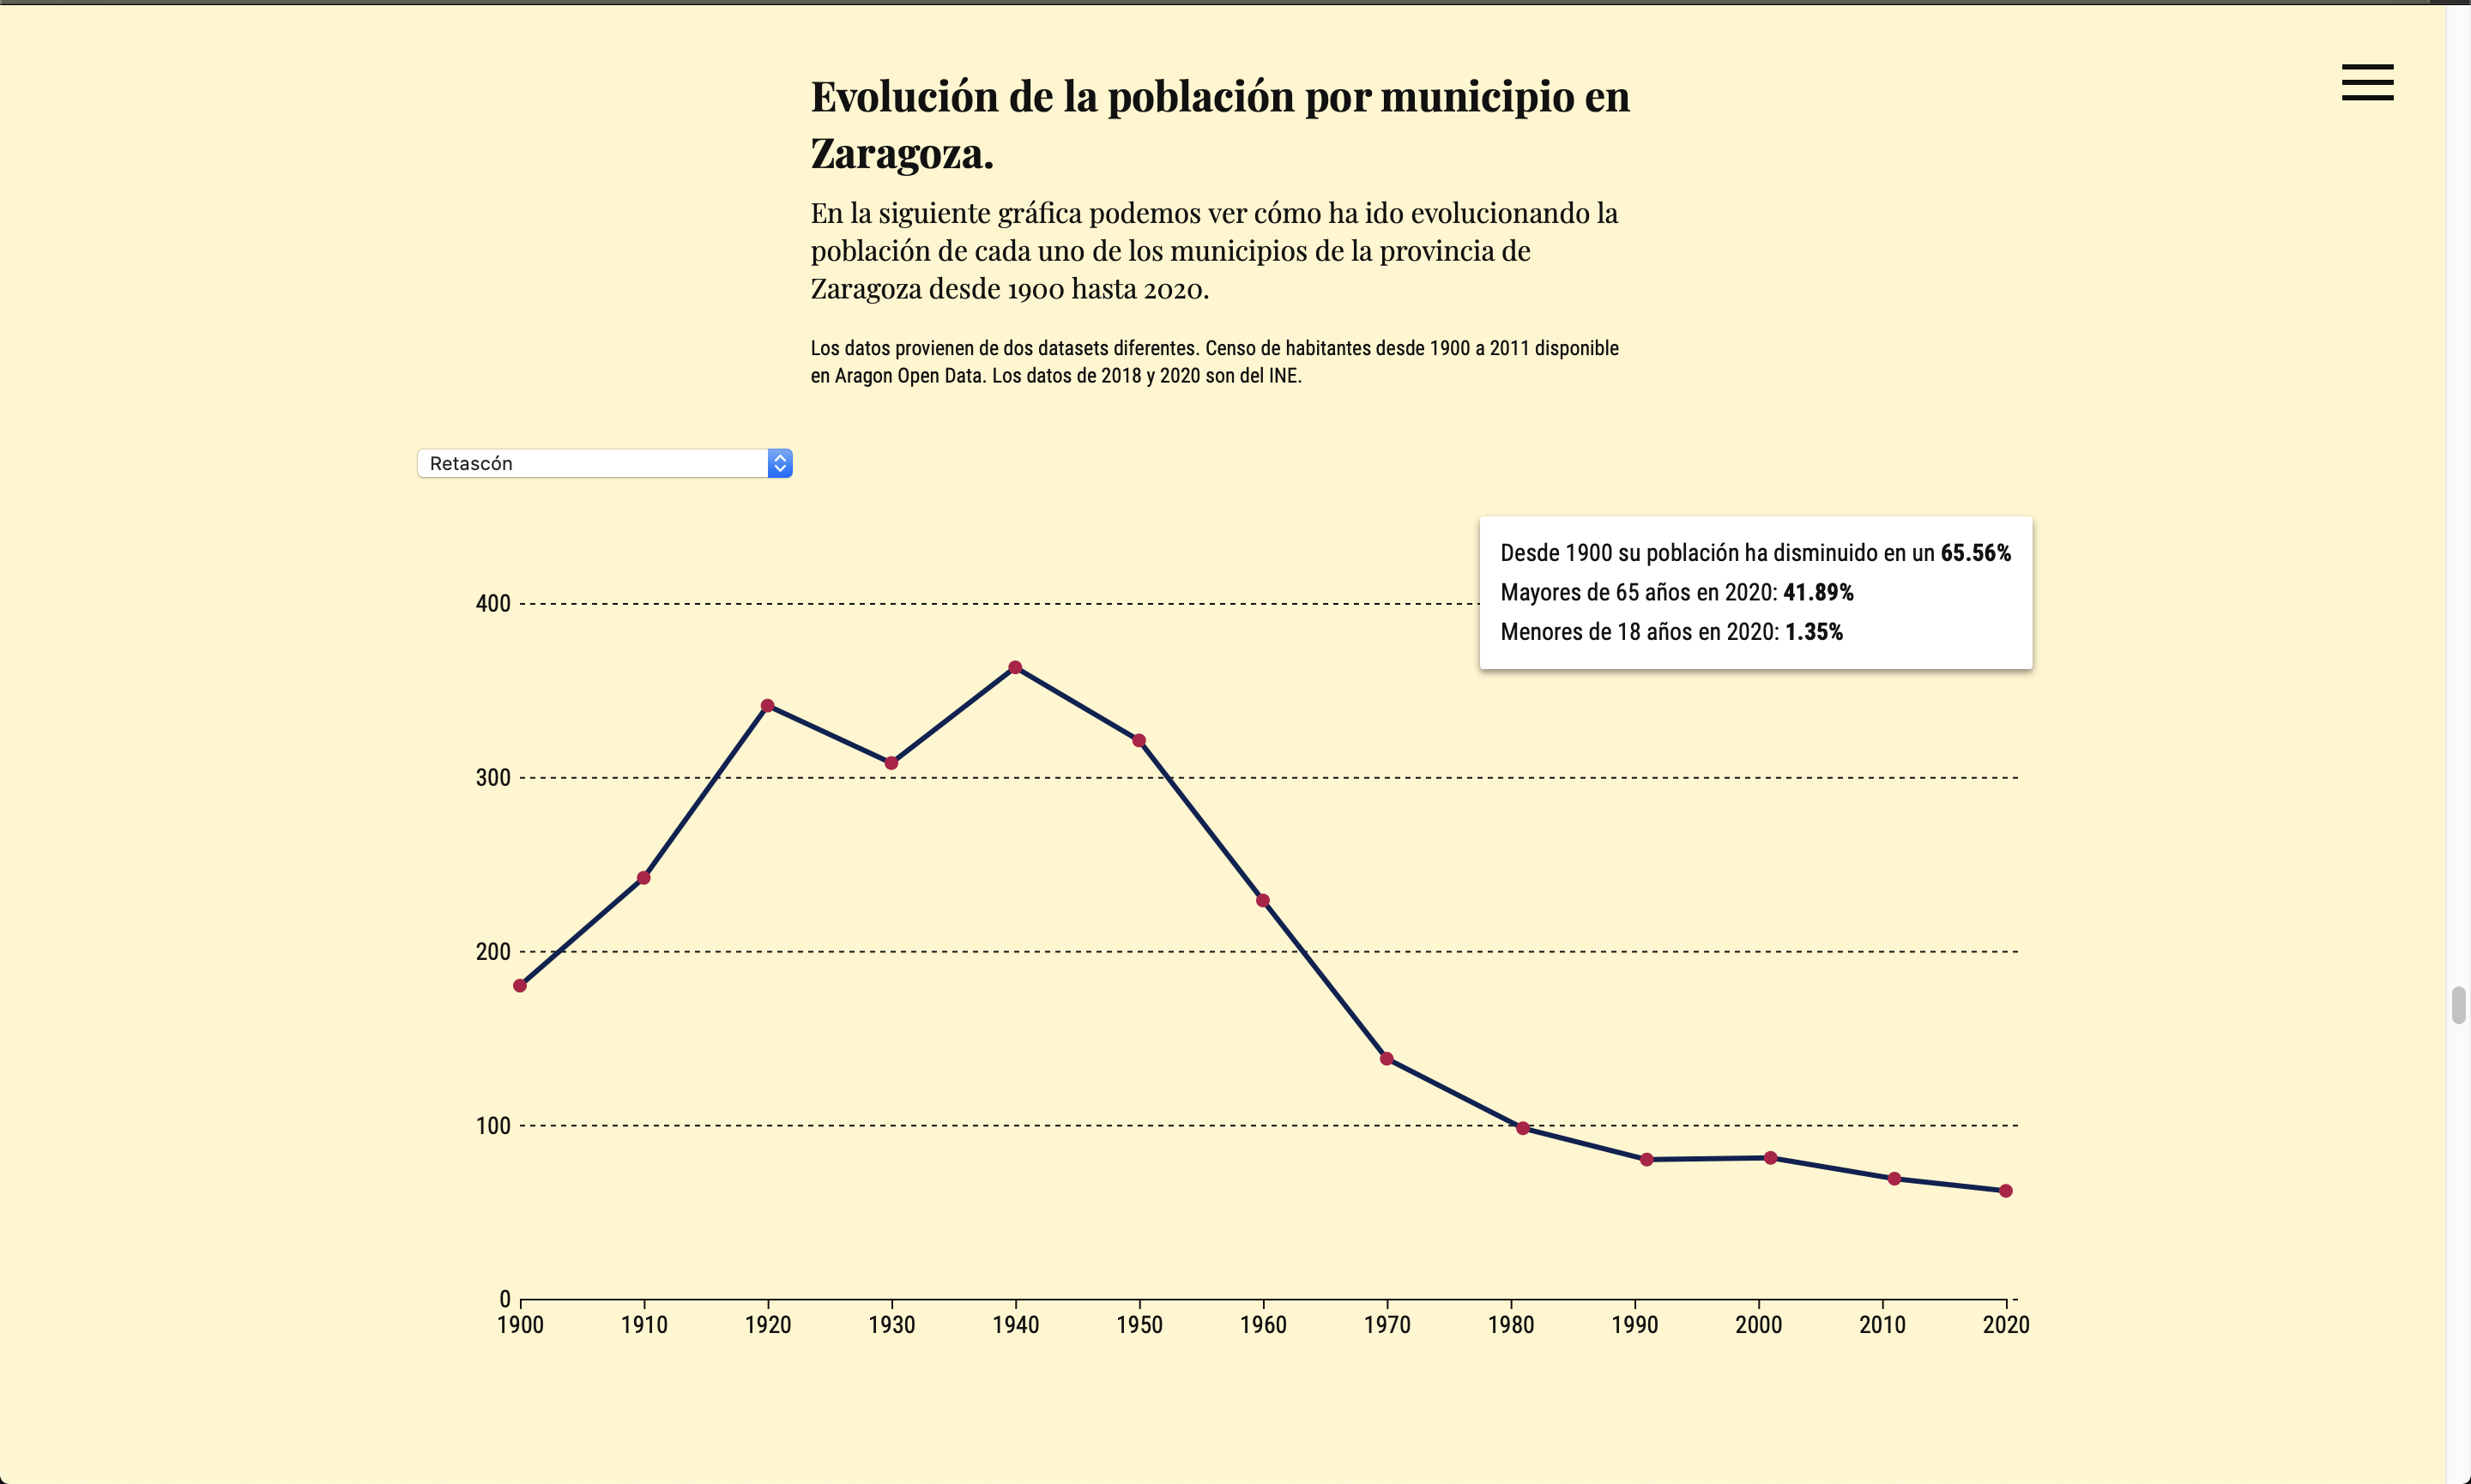 Evolución de la población por municipio en
Zaragoza.
En la siguiente gráfica podemos ver cómo ha ido evolucionando la
población de cada uno de los municipios de la provincia de
Zaragoza desde 1900 hasta 2020.
Los datos provienen de dos datasets diferentes. Censo de habitantes desde 1900 a 2011 disponible
en Aragon Open Data. Los datos de 2018 y 2020 son del INE.
Retascón
Desde 1900 su población ha disminuido en un 65.56%
Mayores de 65 años en 2020: 41.89%
Menores de 18 años en 2020: 1.35%
400
300
200
100
0
1900 1910 1920 1930 1940 1950 1960 1970 1980 1990 2000 2010 2020